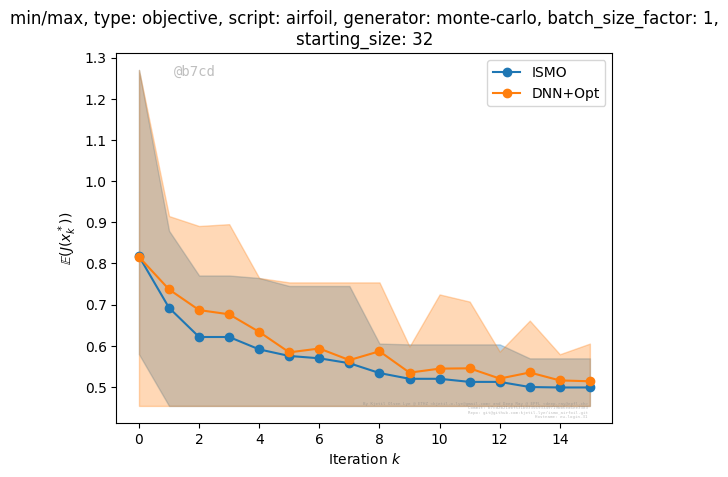 min/max, type: objective, script: airfoil, generator: monte-carlo, batch_size_factor: 1,
starting_size: 32
@b7cd
ISMO
DNN+Opt
1.3
1.2
1.1
1.0
0.9
0.8
0.7
0.6
0.5
𝔼(J(x_k^*))
0 2 4 6 8 10 12 14
Iteration k